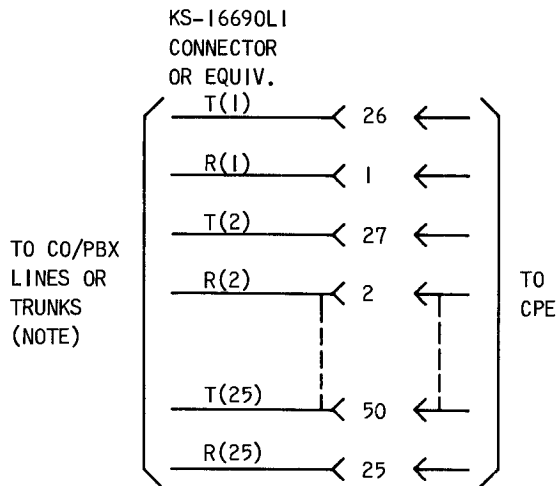 KS-16690L1
CONNECTOR
OR EQUIV.
T(1) 26
R(1) 1
T(2) 27
R(2) 2
TO CO/PBX
LINES OR
TRUNKS
(NOTE)
TO
CPE
T(25) 50
R(25) 25